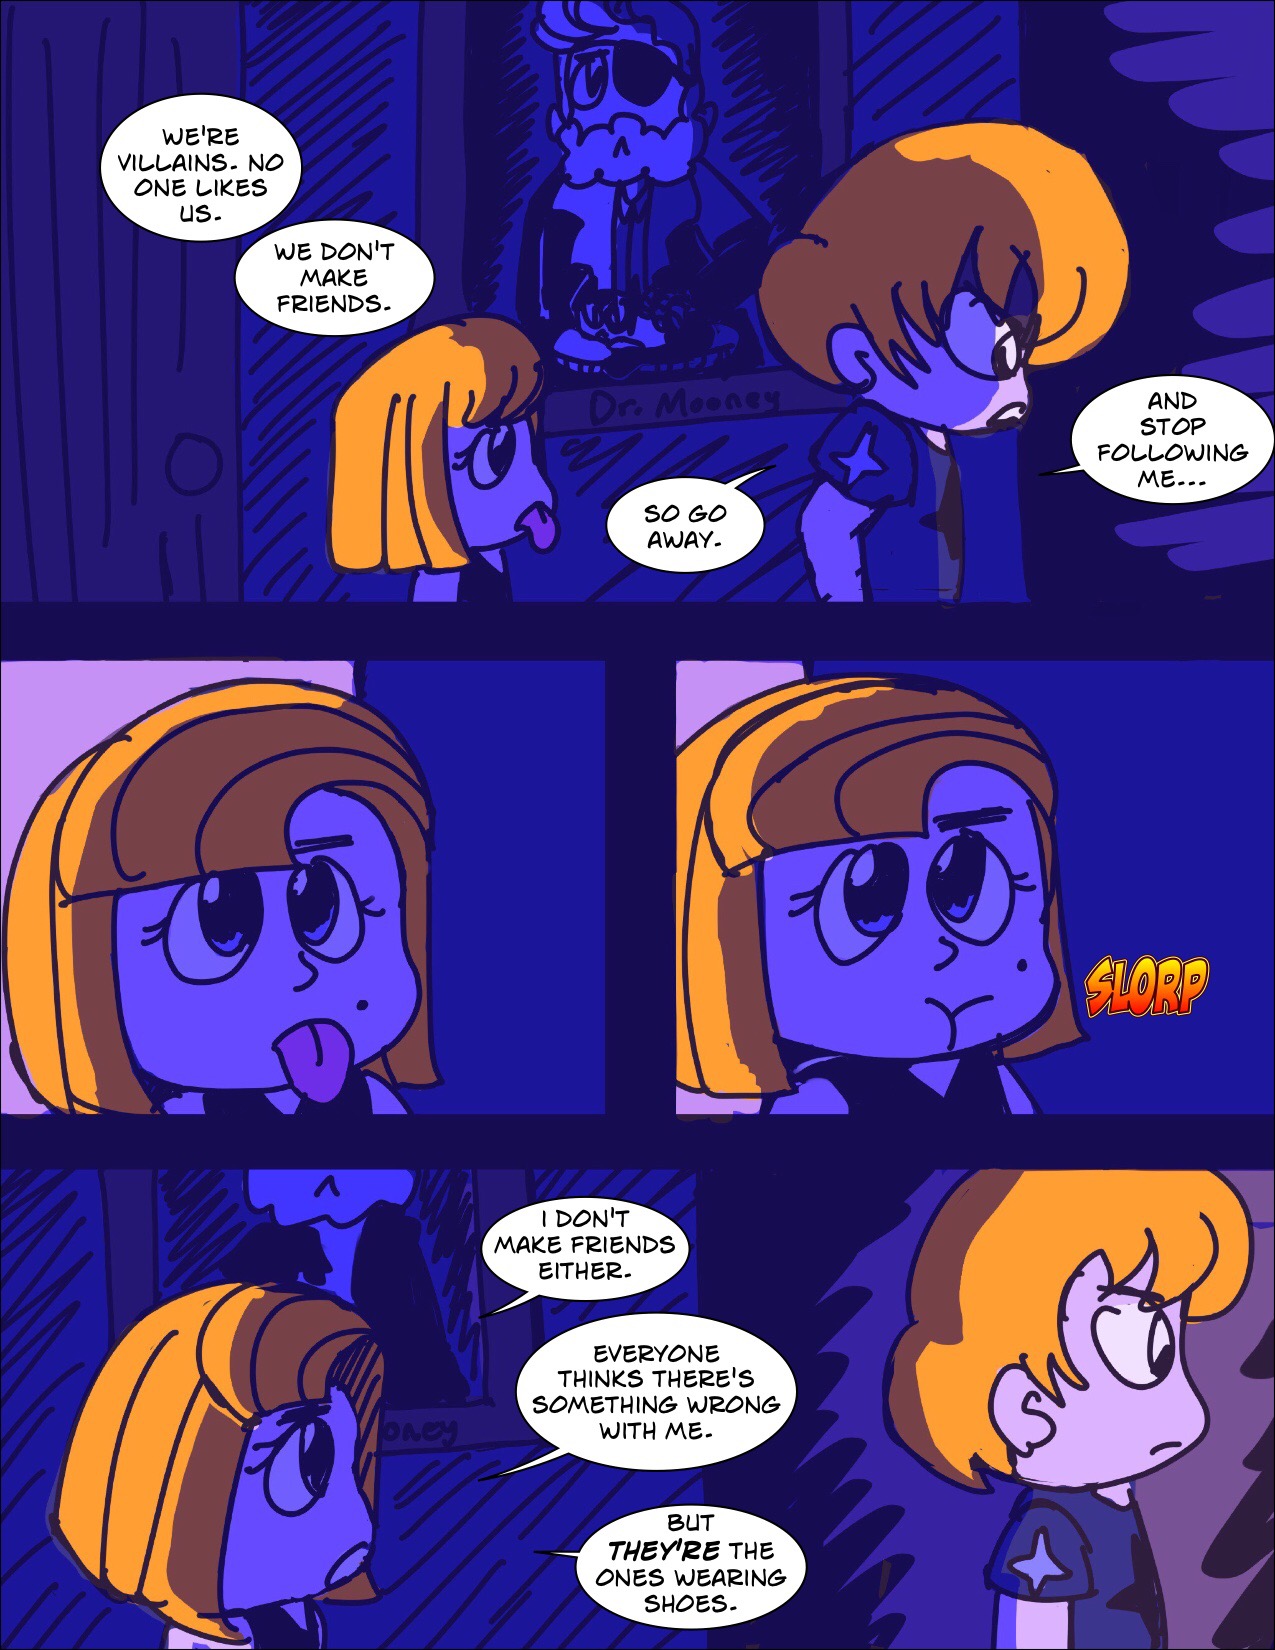 WE'RE
VILLAINS. NO
ONE LIKES
US.
WE DON'T
MAKE
FRIENDS.
Dr. Mooney
AND
STOP
FOLLOWING
ME...
SO GO
AWAY.
SLORP
I DON'T
MAKE FRIENDS
EITHER.
EVERYONE
THINKS THERE'S
SOMETHING WRONG
WITH ME.
oney
BUT
THEY'RE THE
ONES WEARING
SHOES.